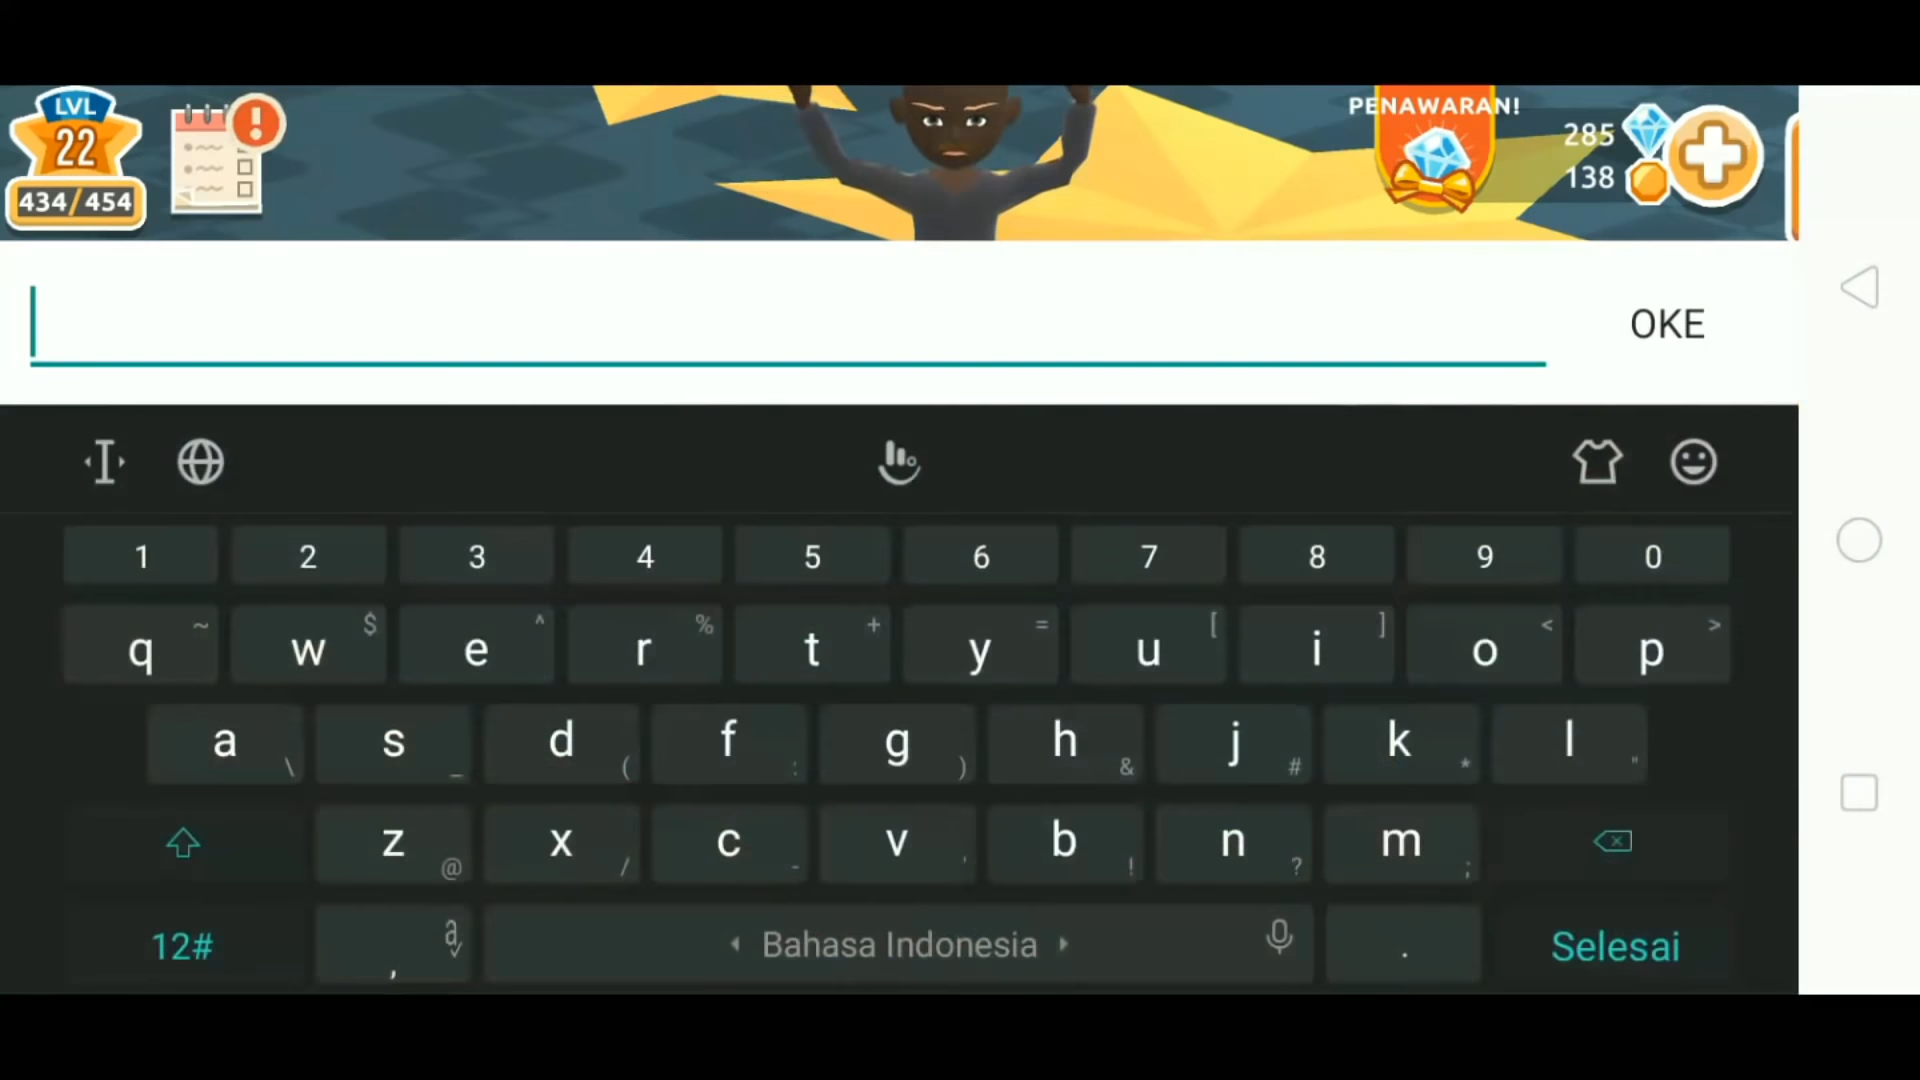 LVL
22
434/454
PENAWARAN!
285
138
OKE
1 2 3 4 5 6 7 8 9 0
~ $ ^ % + = [ ] < >
q w e r t y u i o p
a s d f g h j k l
\ _ ( : ) & # * "
z x c v b n m
@ / - ' ! ? ;
12# , a Bahasa Indonesia . Selesai